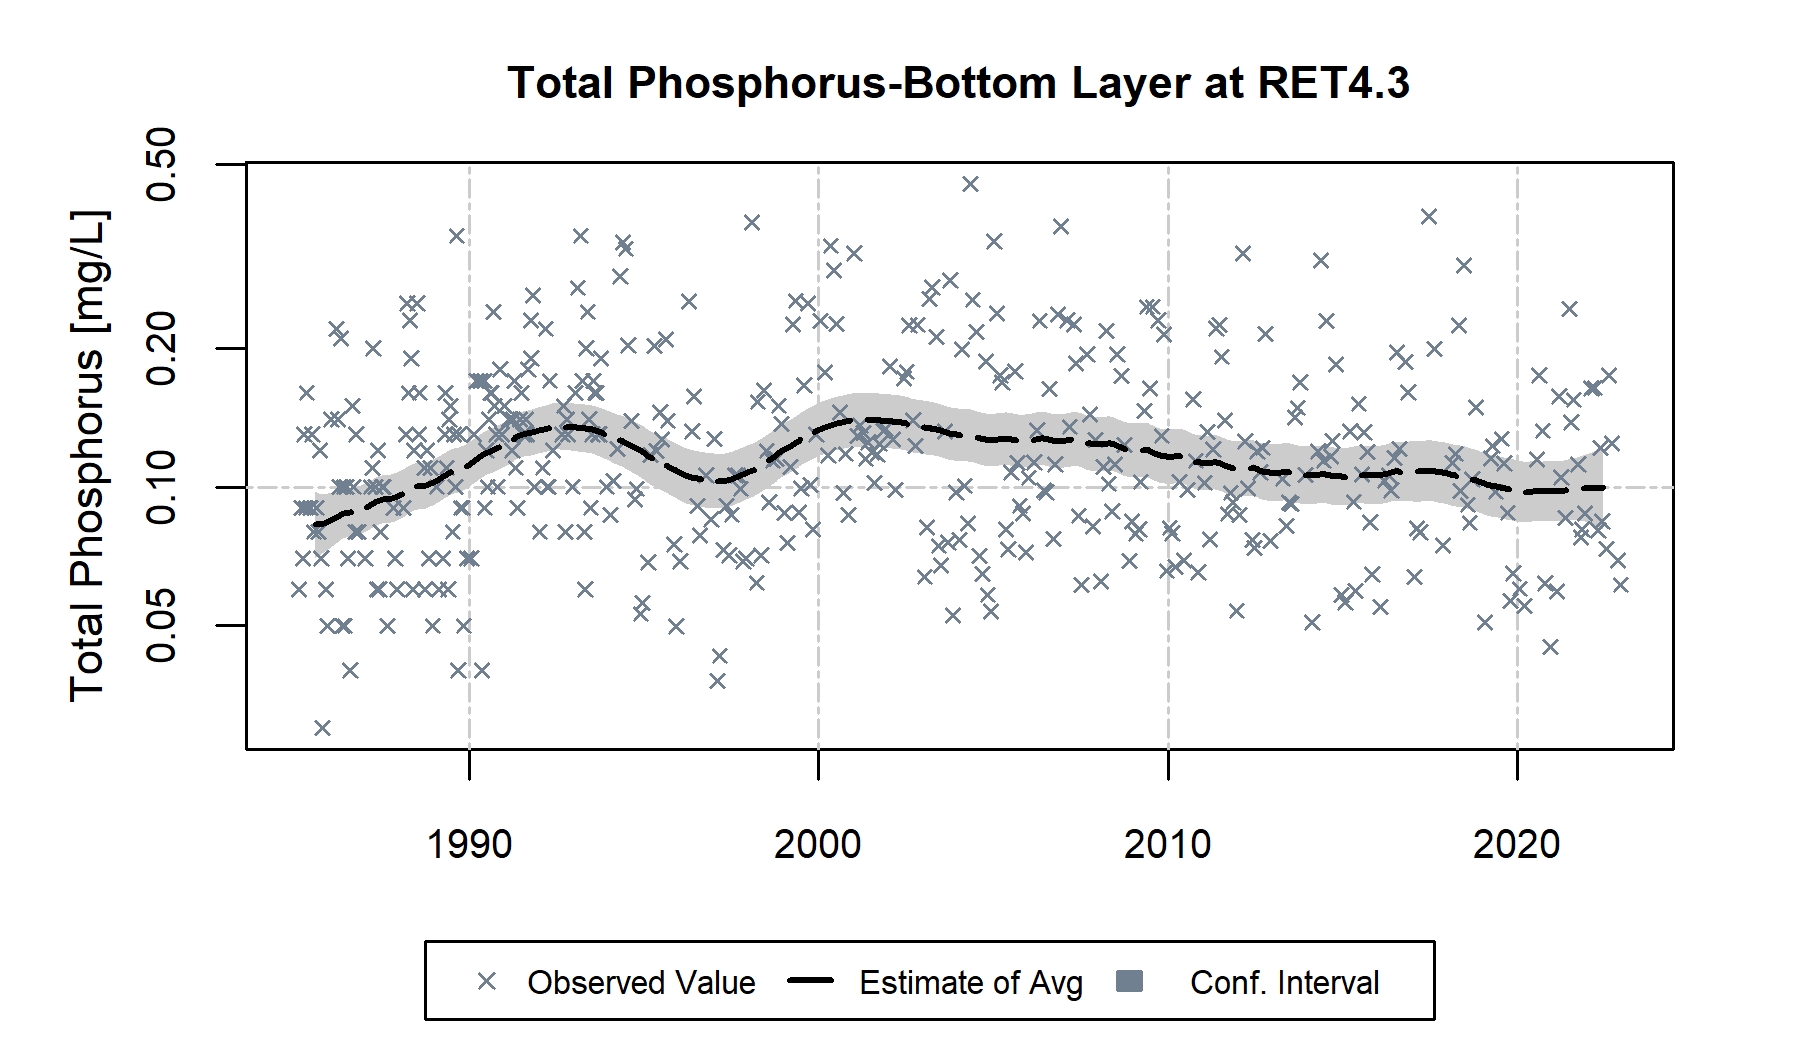 Total Phosphorus-Bottom Layer at RET4.3
Total Phosphorus [mg/L]
0.50
0.20
0.10
0.05
1990 2000 2010 2020
Observed Value Estimate of Avg Conf. Interval